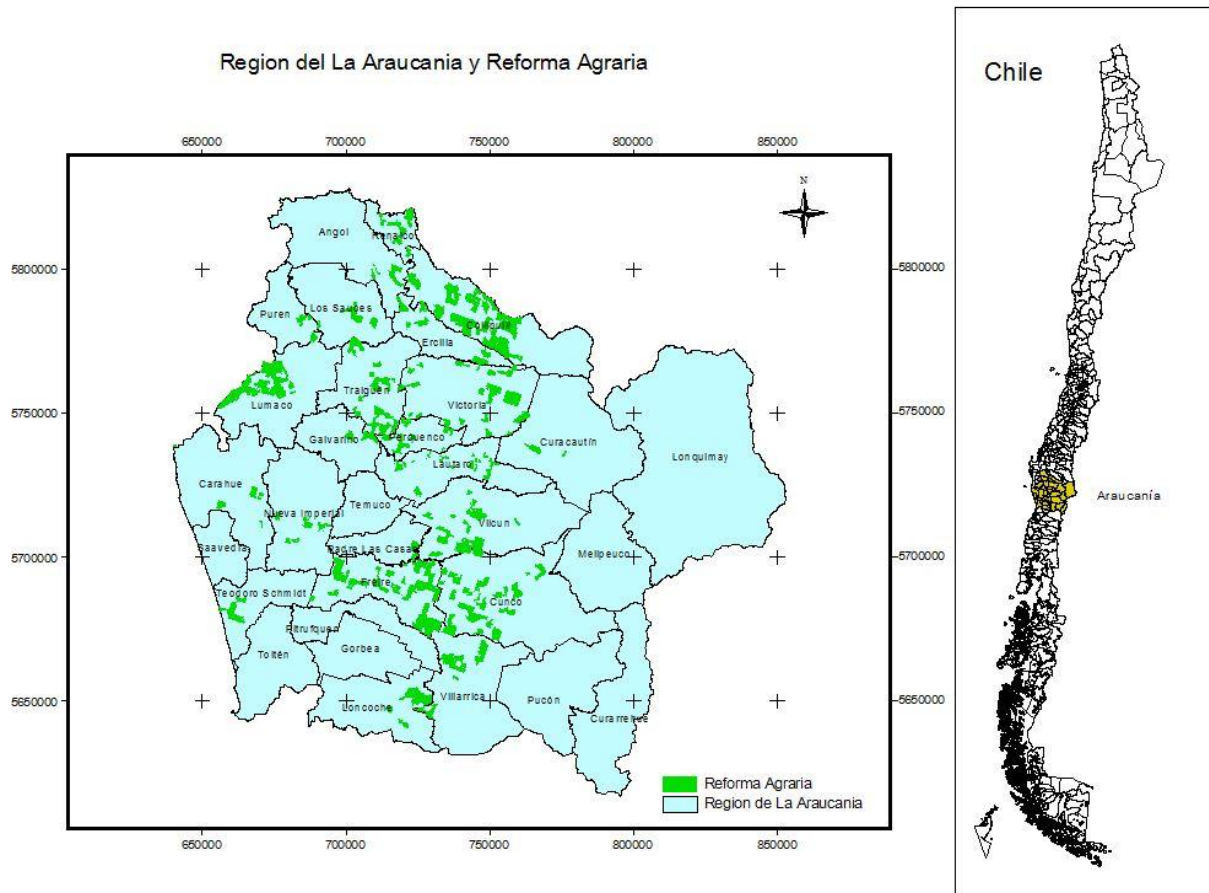 Region del La Araucania y Reforma Agraria
650000 700000 750000 800000 850000
N
Angol
Renaico
5800000 5800000
Los Sauces
Puren
Collipulli
Ercilla
Traiguen
Lumaco
Victoria
5750000 5750000
Galvarino
Perquenco
Curacautín
Lautaro
Lonquimay
Carahue
Nueva Imperial
Temuco
Vilcun
Saavedra
Padre Las Casas
Melipeuco
5700000 5700000
Freire
Teodoro Schmidt
Cunco
Pitrufquen
Toltén
Gorbea
5650000 5650000
Loncoche
Villarrica
Pucón
Curarrehue
Reforma Agraria
Region de La Araucania
650000 700000 750000 800000 850000
Chile
Araucanía